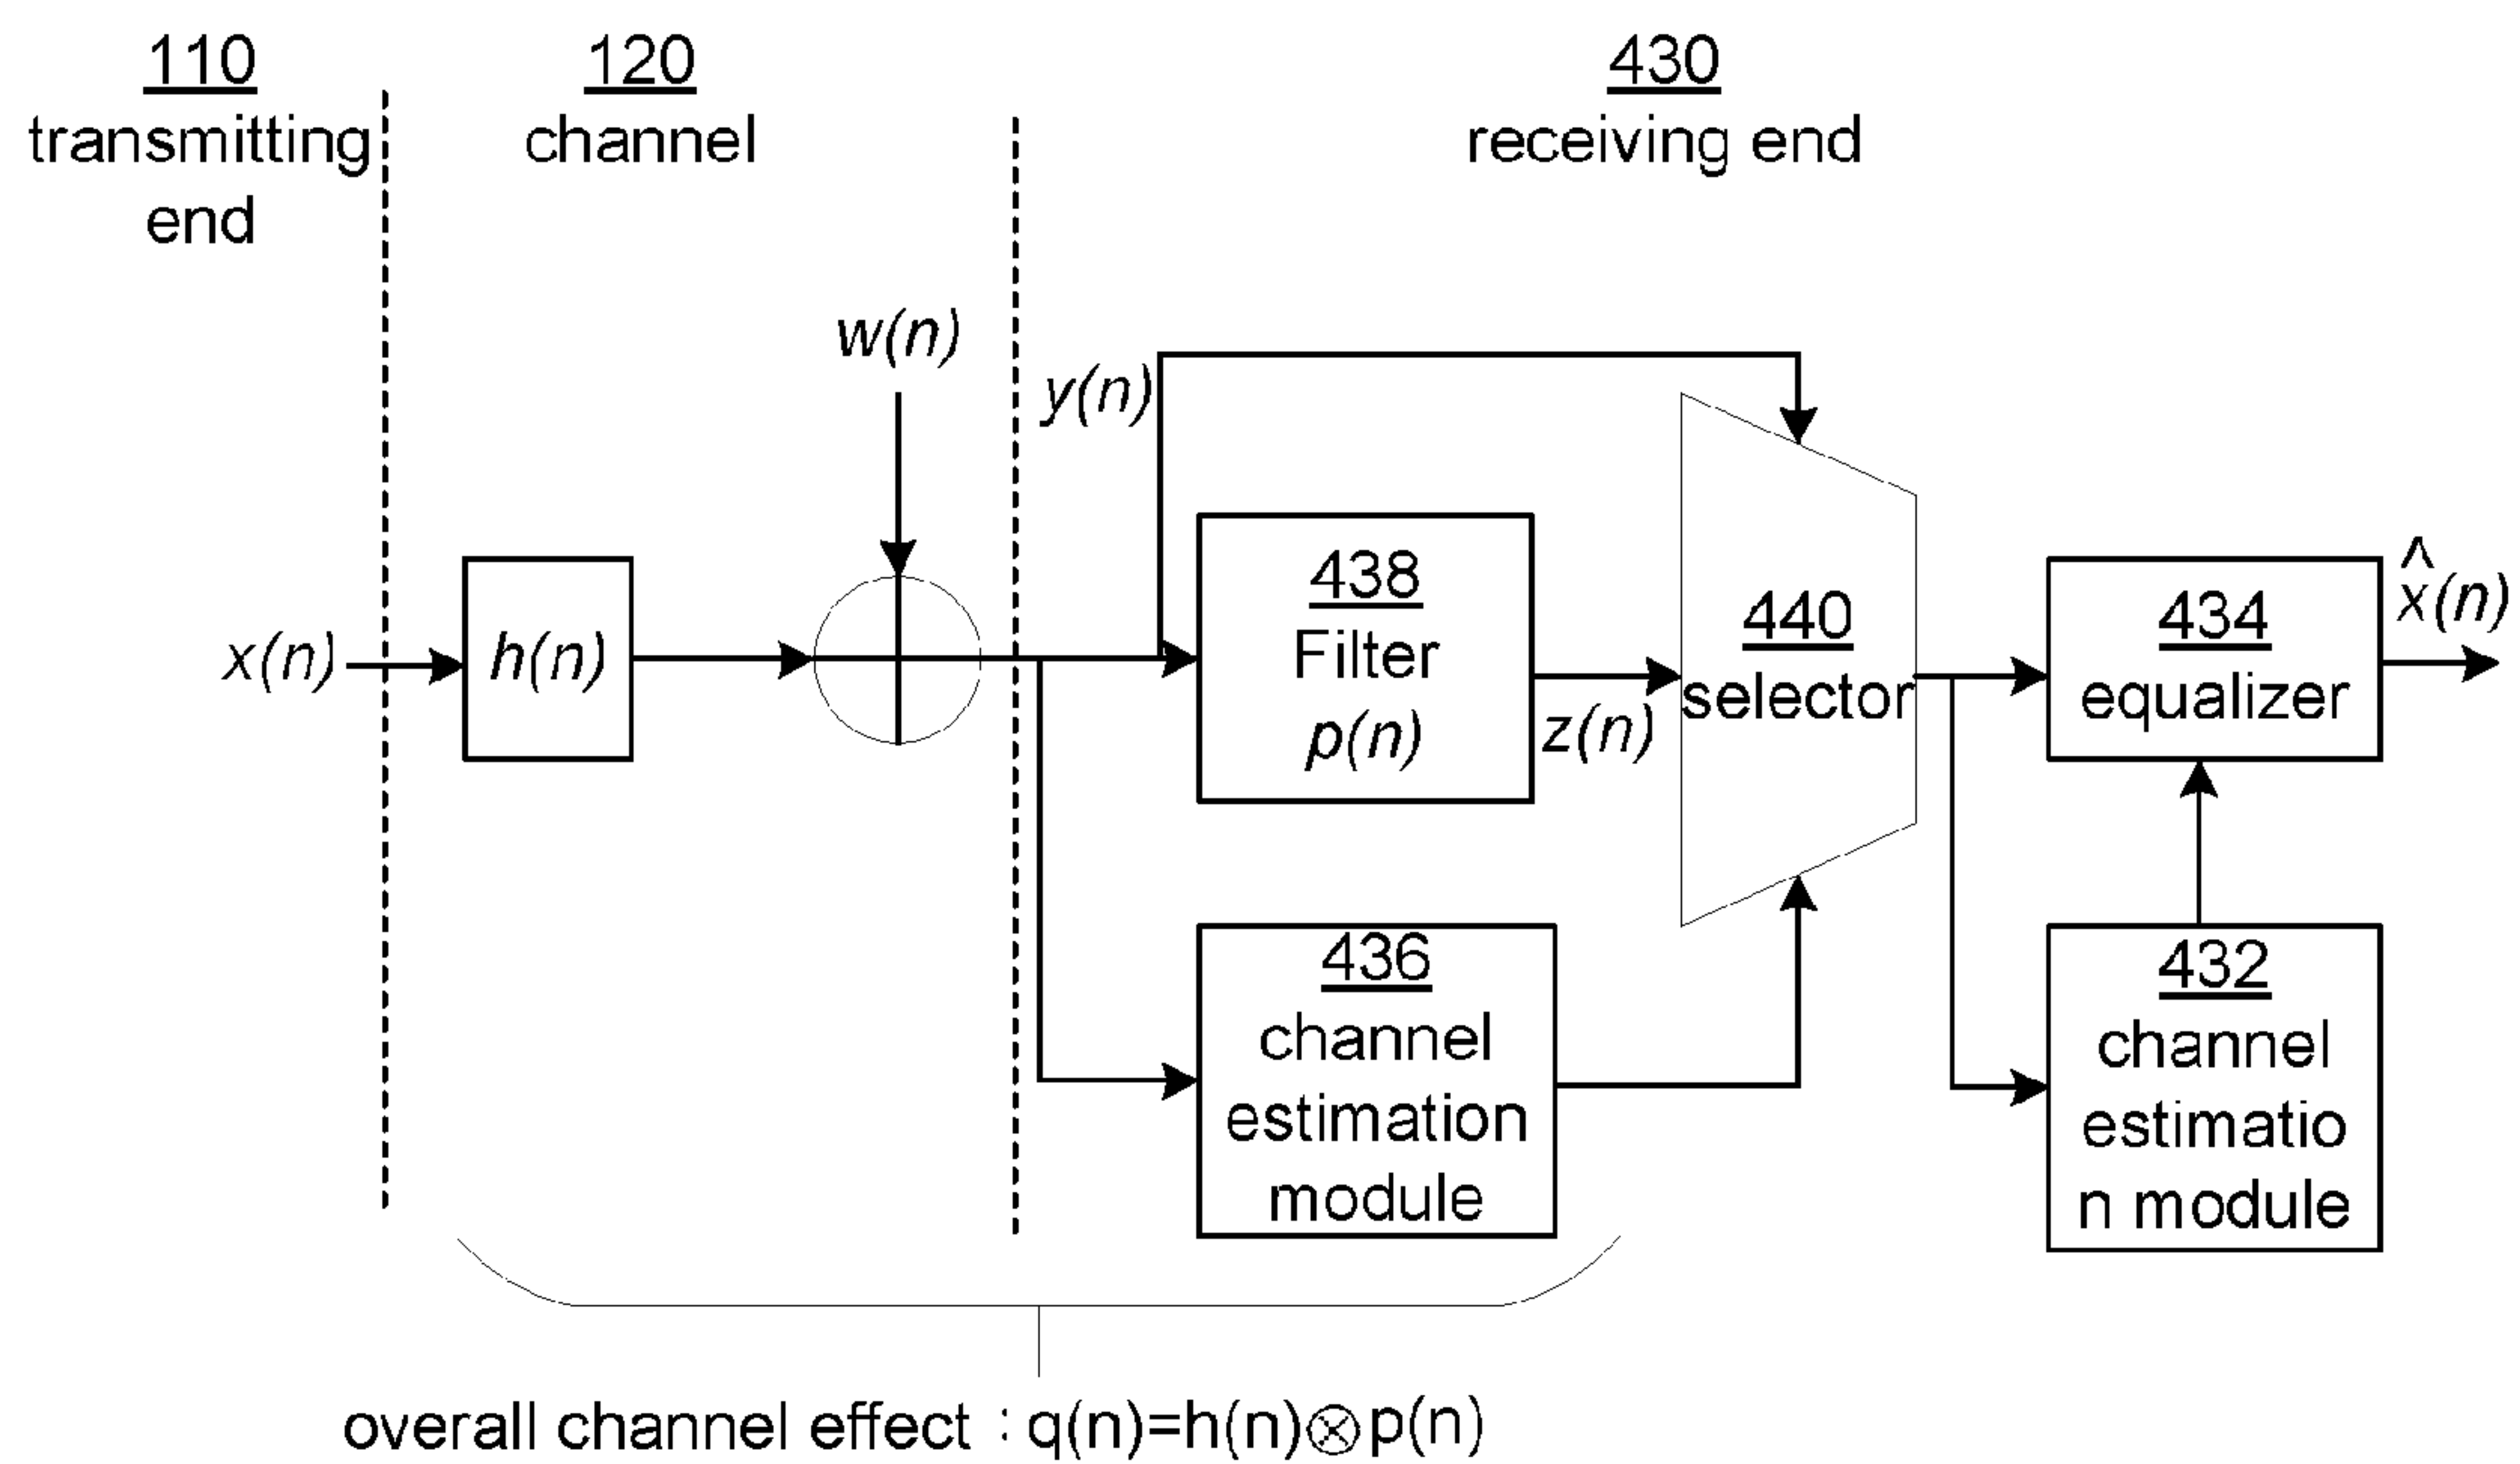 110
transmitting
end
120
channel
430
receiving end
w(n)
y(n)
x(n)
h(n)
438
Filter
p(n)
z(n)
440
selector
434
equalizer
x̂(n)
436
channel
estimation
module
432
channel
estimatio
n module
overall channel effect : q(n)=h(n)⊗p(n)